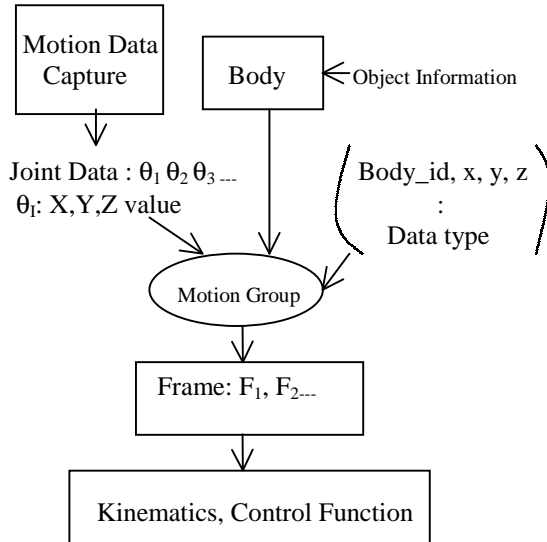 Motion Data
Capture
Body
Object Information
Joint Data : θ₁ θ₂ θ₃ ---
θ_I: X,Y,Z value
Body_id, x, y, z
:
Data type
Motion Group
Frame: F₁, F₂---
Kinematics, Control Function